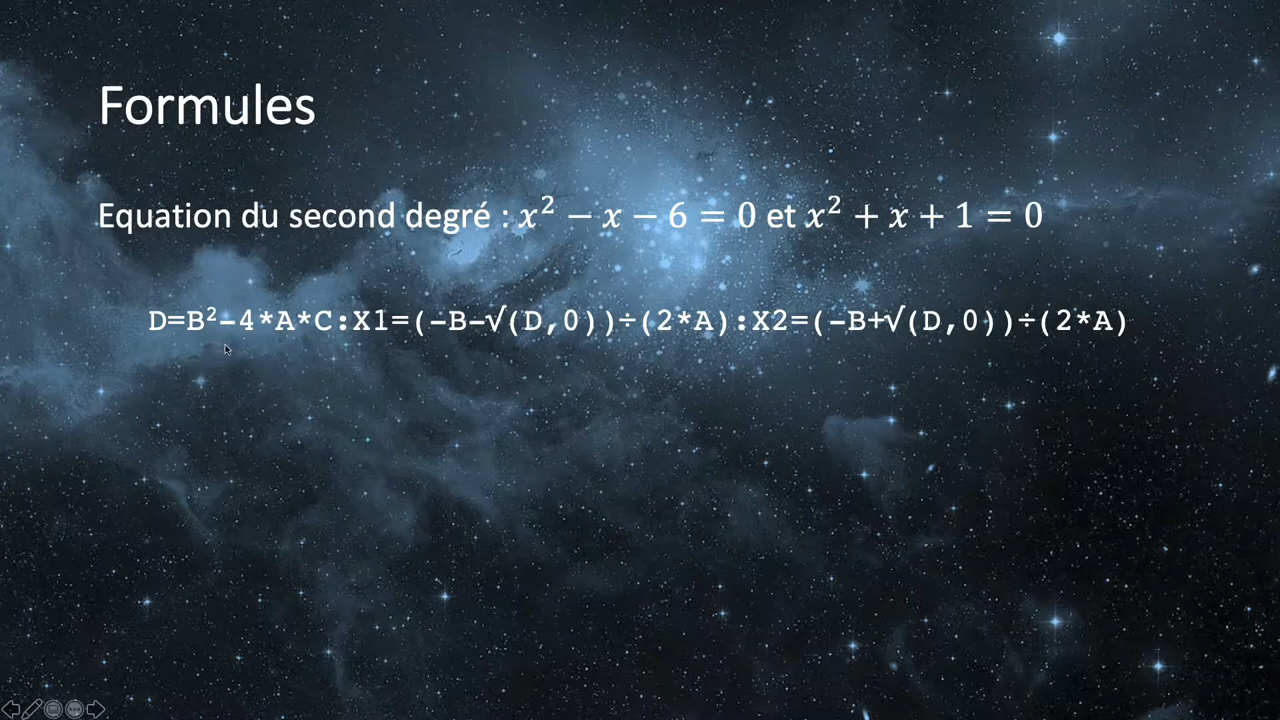 Formules
Equation du second degré : x² − x − 6 = 0 et x² + x + 1 = 0
D=B²-4*A*C:X1=(-B-√(D,0))÷(2*A):X2=(-B+√(D,0))÷(2*A)